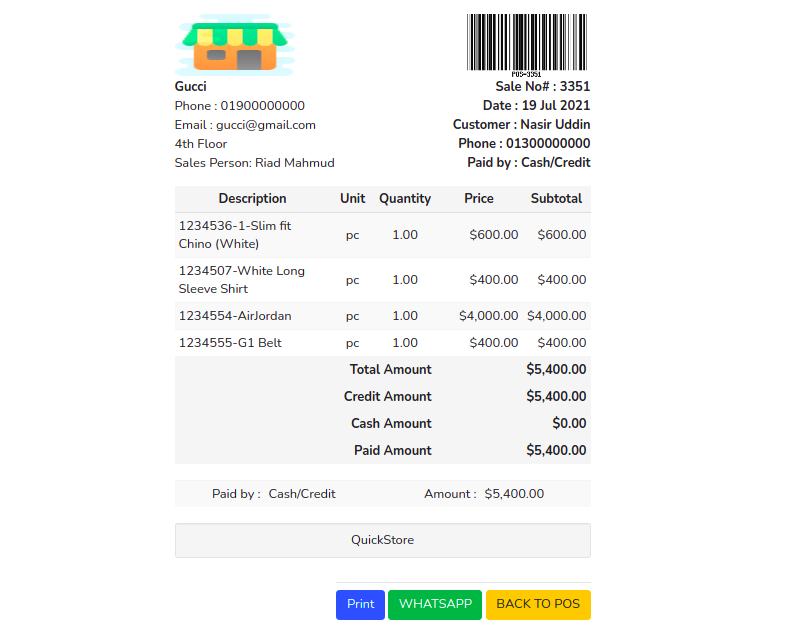 POS-3351
Gucci
Phone : 01900000000
Email : gucci@gmail.com
4th Floor
Sales Person: Riad Mahmud
Sale No# : 3351
Date : 19 Jul 2021
Customer : Nasir Uddin
Phone : 01300000000
Paid by : Cash/Credit
Description Unit Quantity Price Subtotal
1234536-1-Slim fit
Chino (White) pc 1.00 $600.00 $600.00
1234507-White Long
Sleeve Shirt pc 1.00 $400.00 $400.00
1234554-AirJordan pc 1.00 $4,000.00 $4,000.00
1234555-G1 Belt pc 1.00 $400.00 $400.00
Total Amount $5,400.00
Credit Amount $5,400.00
Cash Amount $0.00
Paid Amount $5,400.00
Paid by : Cash/Credit Amount : $5,400.00
QuickStore
Print WHATSAPP BACK TO POS